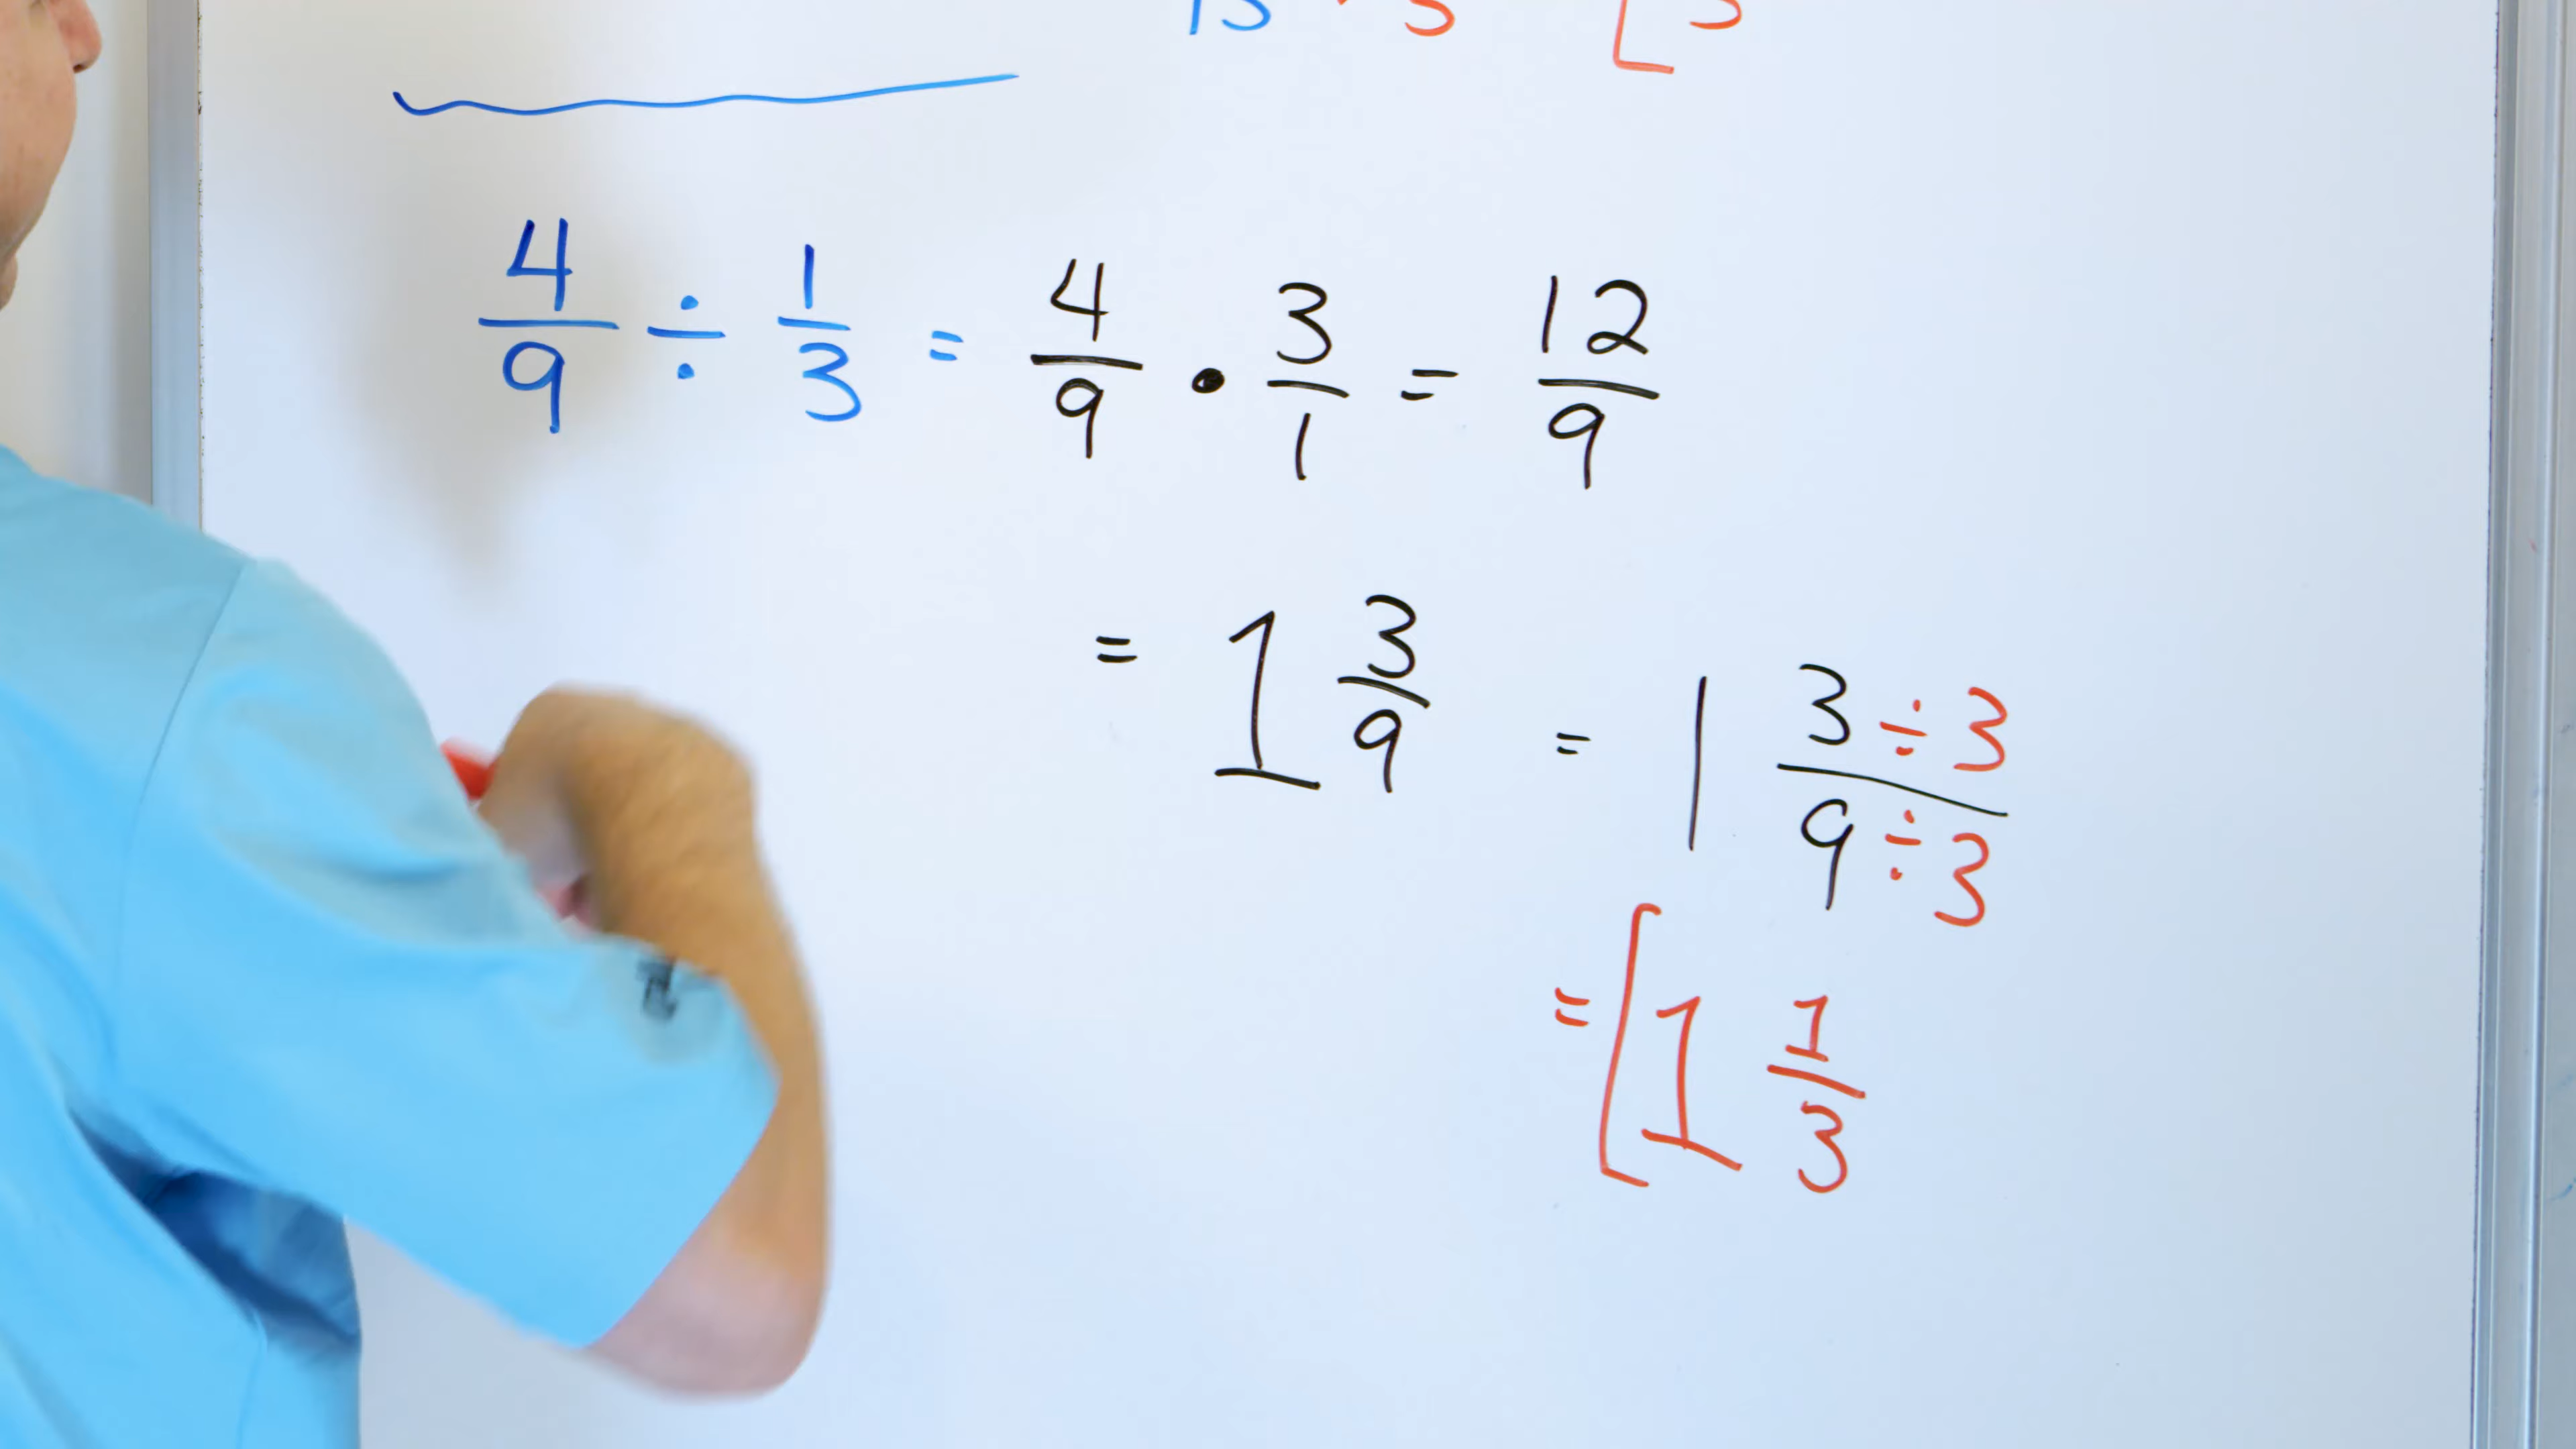 4/9 ÷ 1/3 = 4/9 • 3/1 = 12/9
= 1 3/9 = 1 3÷3/9÷3
= [1 1/3